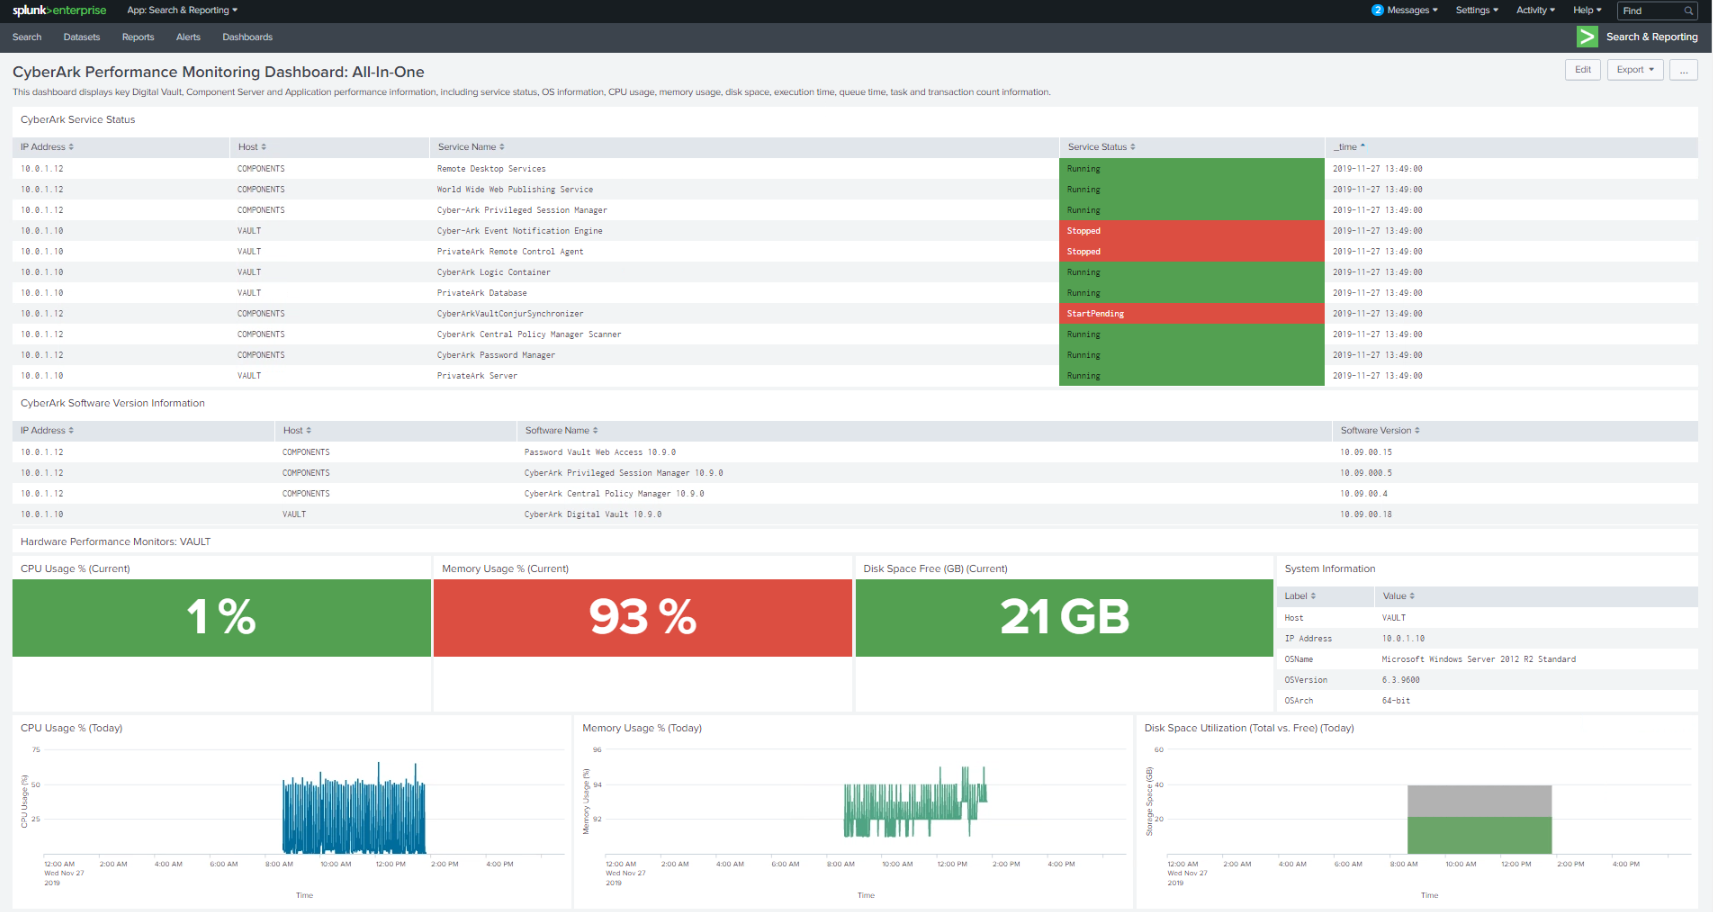 splunk>enterprise App: Search & Reporting 2 Messages Settings Activity Help Find
Search Datasets Reports Alerts Dashboards Search & Reporting
CyberArk Performance Monitoring Dashboard: All-In-One Edit Export ...
This dashboard displays key Digital Vault, Component Server and Application performance information, including service status, OS information, CPU usage, memory usage, disk space, execution time, queue time, task and transaction count information.
CyberArk Service Status
IP Address Host Service Name Service Status _time
10.0.1.12 COMPONENTS Remote Desktop Services Running 2019-11-27 13:49:00
10.0.1.12 COMPONENTS World Wide Web Publishing Service Running 2019-11-27 13:49:00
10.0.1.12 COMPONENTS Cyber-Ark Privileged Session Manager Running 2019-11-27 13:49:00
10.0.1.10 VAULT Cyber-Ark Event Notification Engine Stopped 2019-11-27 13:49:00
10.0.1.10 VAULT PrivateArk Remote Control Agent Stopped 2019-11-27 13:49:00
10.0.1.10 VAULT CyberArk Logic Container Running 2019-11-27 13:49:00
10.0.1.10 VAULT PrivateArk Database Running 2019-11-27 13:49:00
10.0.1.12 COMPONENTS CyberArkVaultConjurSynchronizer StartPending 2019-11-27 13:49:00
10.0.1.12 COMPONENTS CyberArk Central Policy Manager Scanner Running 2019-11-27 13:49:00
10.0.1.12 COMPONENTS CyberArk Password Manager Running 2019-11-27 13:49:00
10.0.1.10 VAULT PrivateArk Server Running 2019-11-27 13:49:00
CyberArk Software Version Information
IP Address Host Software Name Software Version
10.0.1.12 COMPONENTS Password Vault Web Access 10.9.0 10.09.00.15
10.0.1.12 COMPONENTS CyberArk Privileged Session Manager 10.9.0 10.09.000.5
10.0.1.12 COMPONENTS CyberArk Central Policy Manager 10.9.0 10.09.00.4
10.0.1.10 VAULT CyberArk Digital Vault 10.9.0 10.09.00.18
Hardware Performance Monitors: VAULT
CPU Usage % (Current)
1 %
Memory Usage % (Current)
93 %
Disk Space Free (GB) (Current)
21 GB
System Information
Label Value
Host VAULT
IP Address 10.0.1.10
OSName Microsoft Windows Server 2012 R2 Standard
OSVersion 6.3.9600
OSArch 64-bit
CPU Usage % (Today)
75
50
25
CPU Usage (%)
12:00 AM 2:00 AM 4:00 AM 6:00 AM 8:00 AM 10:00 AM 12:00 PM 2:00 PM 4:00 PM
Wed Nov 27
2019
Time
Memory Usage % (Today)
96
94
92
Memory Usage (%)
12:00 AM 2:00 AM 4:00 AM 6:00 AM 8:00 AM 10:00 AM 12:00 PM 2:00 PM 4:00 PM
Wed Nov 27
2019
Time
Disk Space Utilization (Total vs. Free) (Today)
60
40
20
Storage Space (GB)
12:00 AM 2:00 AM 4:00 AM 6:00 AM 8:00 AM 10:00 AM 12:00 PM 2:00 PM 4:00 PM
Wed Nov 27
2019
Time